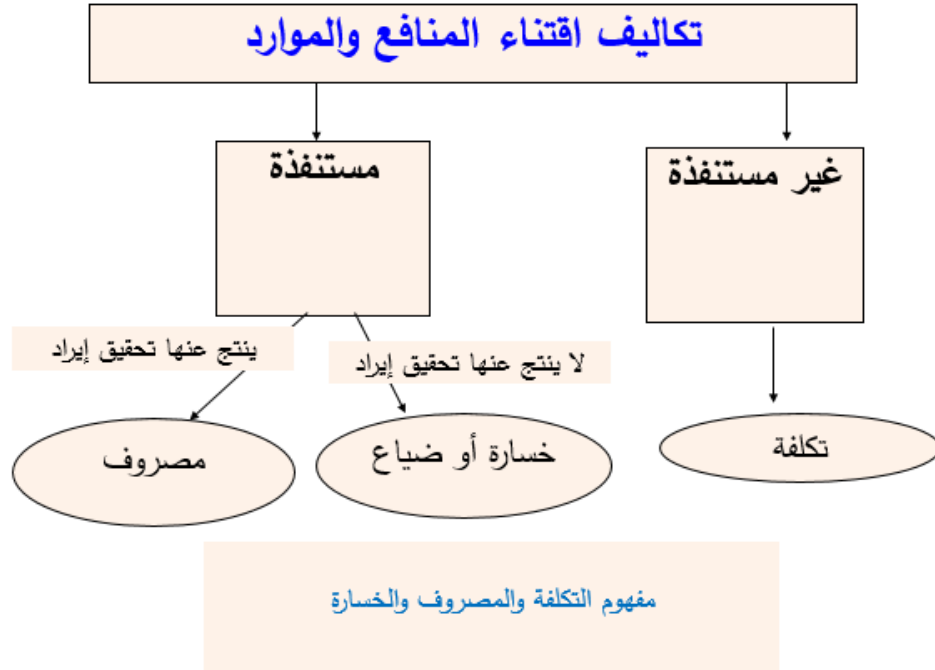 تكاليف اقتناء المنافع والموارد
غير مستنفذة
مستنفذة
لا ينتج عنها تحقيق إيراد
ينتج عنها تحقيق إيراد
تكلفة
خسارة أو ضياع
مصروف
مفهوم التكلفة والمصروف والخسارة